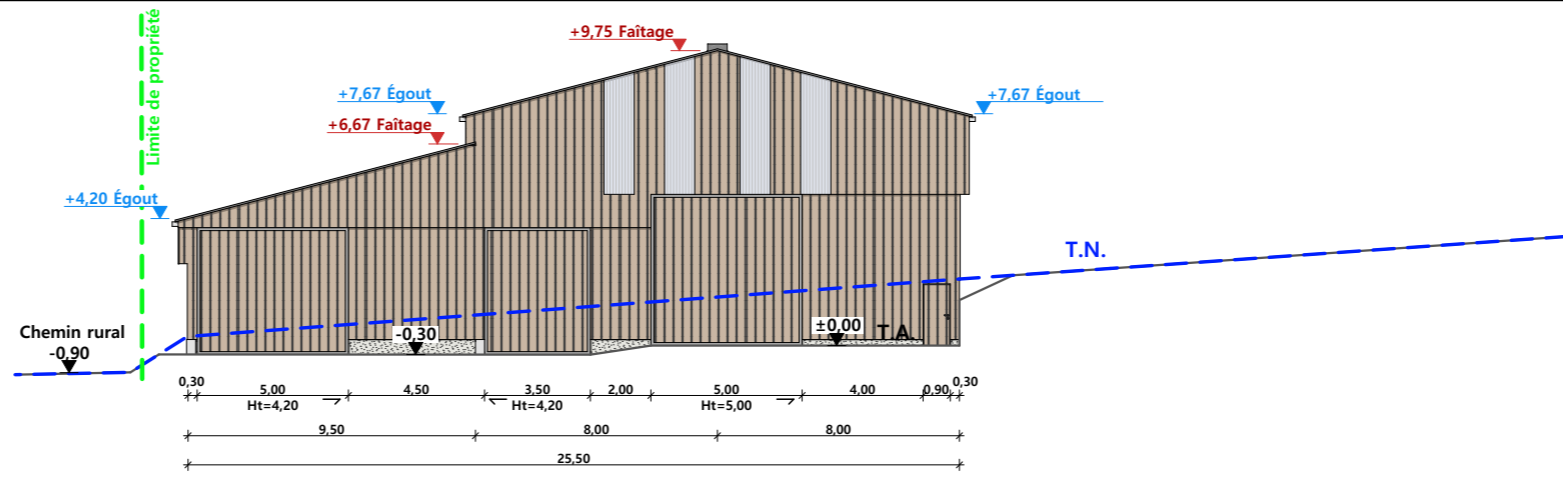 Limite de propriété
+9,75 Faîtage
+7,67 Égout
+7,67 Égout
+6,67 Faîtage
+4,20 Égout
T.N.
Chemin rural
-0,90
-0,30
±0,00
T.A.
0,30 5,00 4,50 3,50 2,00 5,00 4,00 0,90 0,30
Ht=4,20 Ht=4,20 Ht=5,00
9,50 8,00 8,00
25,50